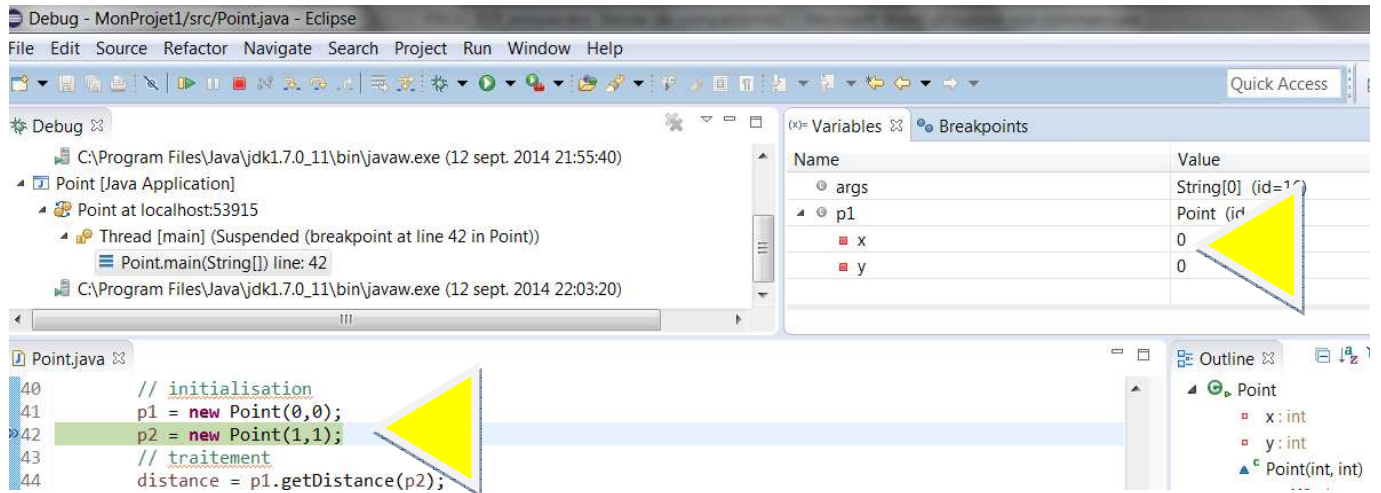 Debug - MonProjet1/src/Point.java - Eclipse
File Edit Source Refactor Navigate Search Project Run Window Help
Quick Access
Debug
C:\Program Files\Java\jdk1.7.0_11\bin\javaw.exe (12 sept. 2014 21:55:40)
Point [Java Application]
Point at localhost:53915
Thread [main] (Suspended (breakpoint at line 42 in Point))
Point.main(String[]) line: 42
C:\Program Files\Java\jdk1.7.0_11\bin\javaw.exe (12 sept. 2014 22:03:20)
(x)= Variables Breakpoints
Name Value
args String[0]
p1 Point (id
x 0
y 0
Point.java
40 // initialisation
41 p1 = new Point(0,0);
42 p2 = new Point(1,1);
43 // traitement
44 distance = p1.getDistance(p2);
Outline
Point
x : int
y : int
Point(int, int)